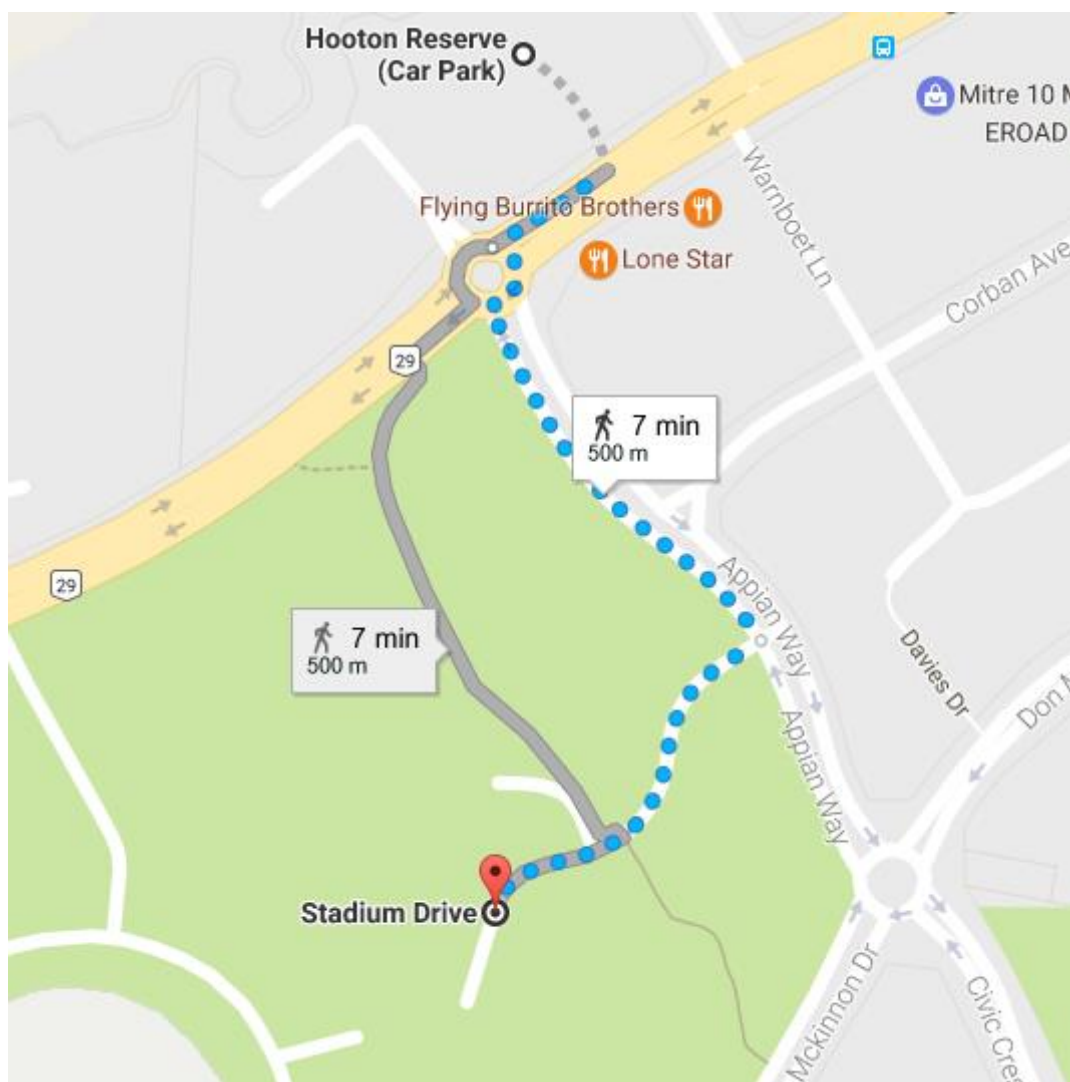 Hooton Reserve
(Car Park)
Mitre 10 M
EROAD
Warnboet Ln
Flying Burrito Brothers
Lone Star
Corban Ave
29
7 min
500 m
Appian Way
29
7 min
500 m
Davies Dr
Don M
Appian Way
Stadium Drive
Mckinnon Dr
Civic Cres